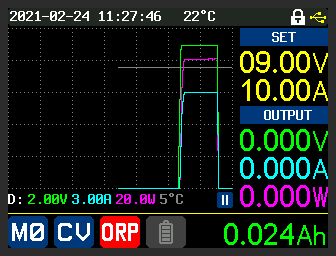 2021-02-24 11:27:46 22°C
SET
09.00V
10.00A
OUTPUT
0.000V
0.000A
0.000W
D: 2.00V 3.00A 20.0W 5°C
M0 CV ORP 0.024Ah